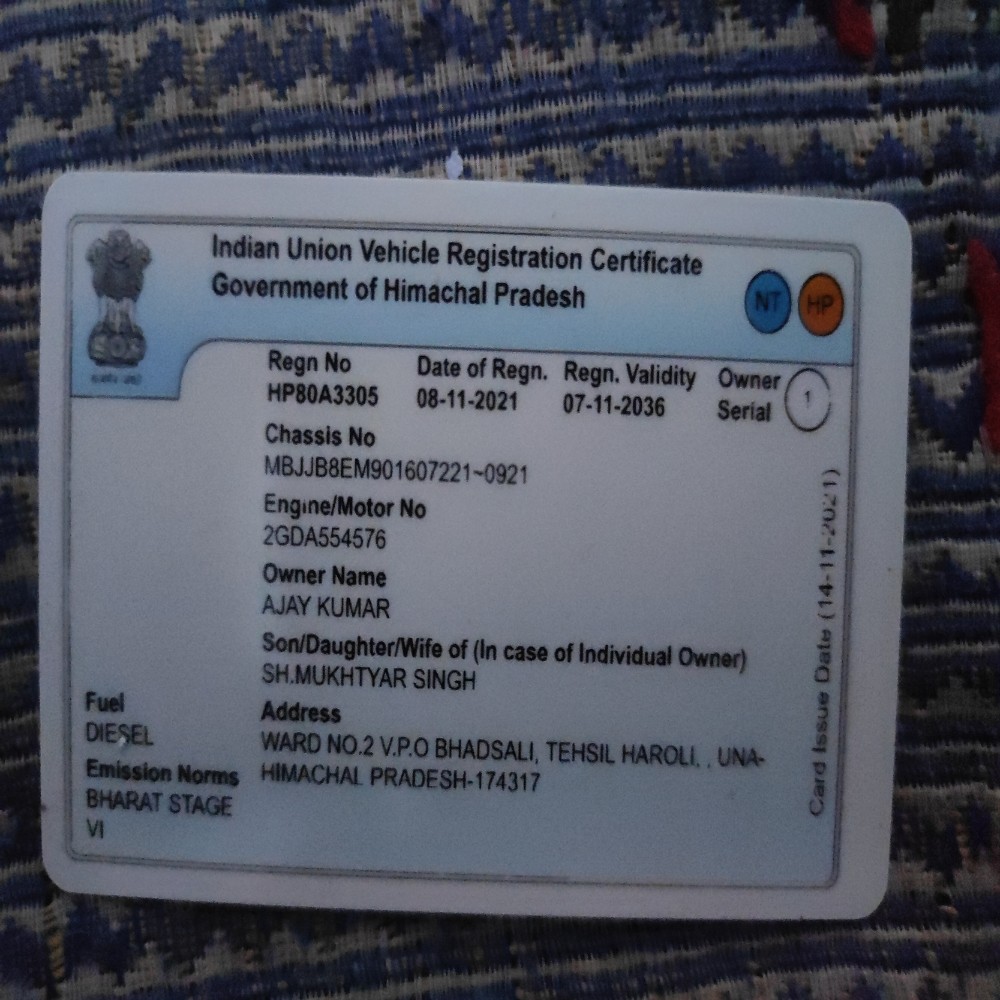 Indian Union Vehicle Registration Certificate
Government of Himachal Pradesh
NT HP
Regn No Date of Regn. Regn. Validity Owner Serial 1
HP80A3305 08-11-2021 07-11-2036
Chassis No
MBJJB8EM901607221~0921
Engine/Motor No
2GDA554576
Owner Name
AJAY KUMAR
Son/Daughter/Wife of (In case of Individual Owner)
SH.MUKHTYAR SINGH
Address
WARD NO.2 V.P.O BHADSALI, TEHSIL HAROLI, , UNA-
HIMACHAL PRADESH-174317
Fuel
DIESEL
Emission Norms
BHARAT STAGE
VI
Card Issue Date (14-11-2021)